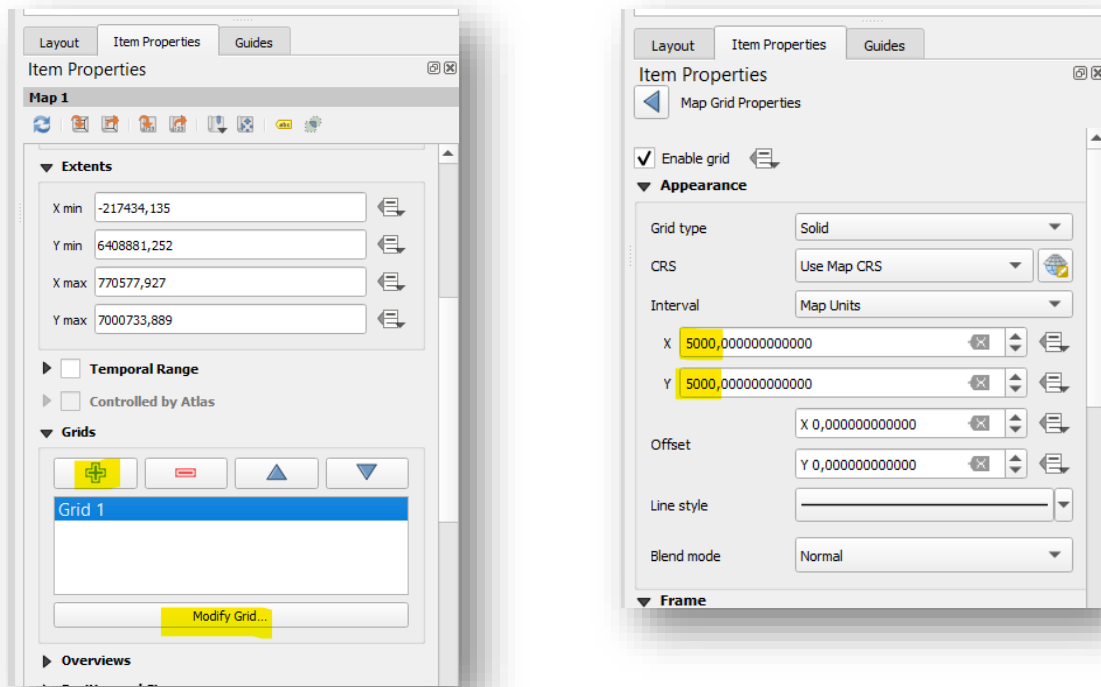 Layout Item Properties Guides
Item Properties
Map 1
abc
Extents
X min -217434,135
Y min 6408881,252
X max 770577,927
Y max 7000733,889
Temporal Range
Controlled by Atlas
Grids
Grid 1
Modify Grid...
Overviews
Layout Item Properties Guides
Item Properties
Map Grid Properties
Enable grid
Appearance
Grid type Solid
CRS Use Map CRS
Interval Map Units
X 5000,000000000000
Y 5000,000000000000
Offset
X 0,000000000000
Y 0,000000000000
Line style
Blend mode Normal
Frame